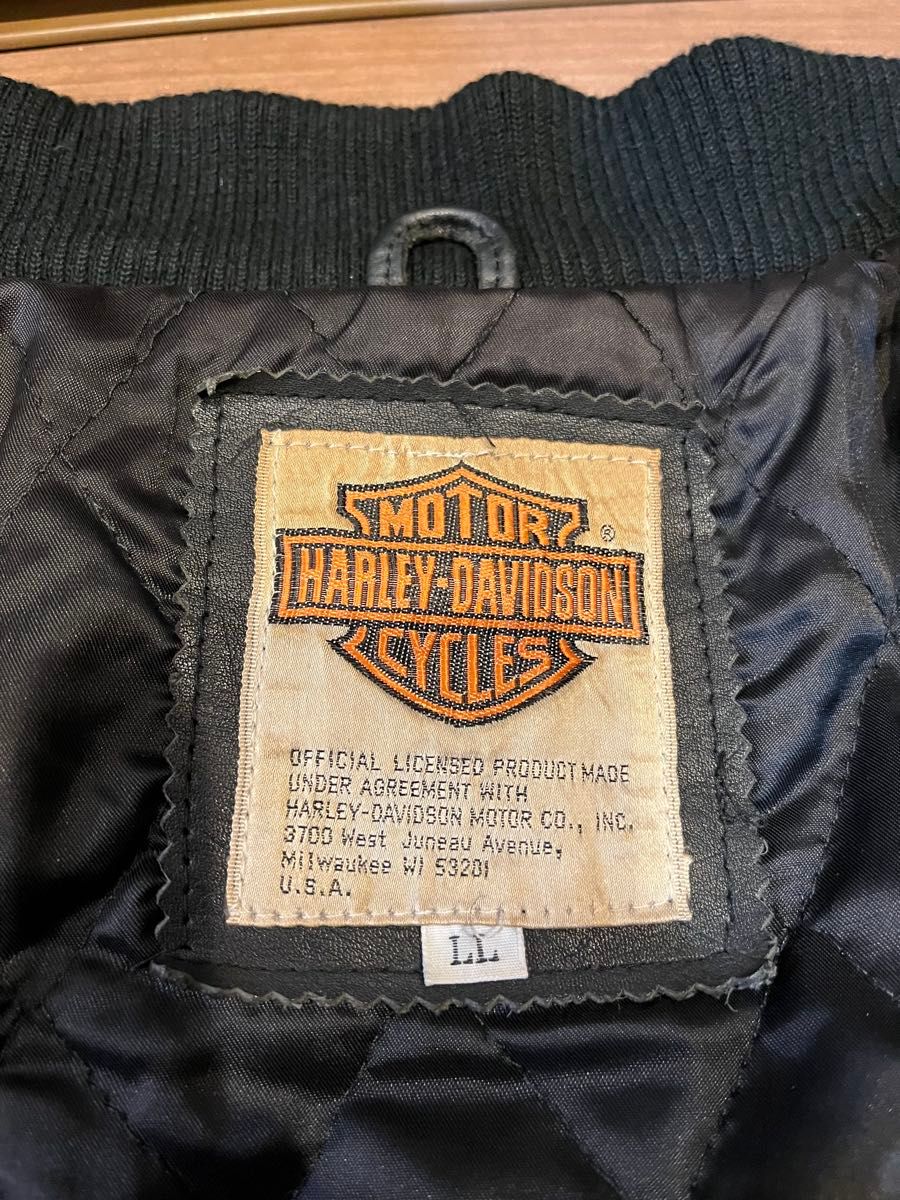 MOTOR
®
HARLEY-DAVIDSON
CYCLES
OFFICIAL LICENSED PRODUCT MADE
UNDER AGREEMENT WITH
HARLEY-DAVIDSON MOTOR CO., INC.
3700 West Juneau Avenue,
Milwaukee WI 53201
U.S.A.
LL